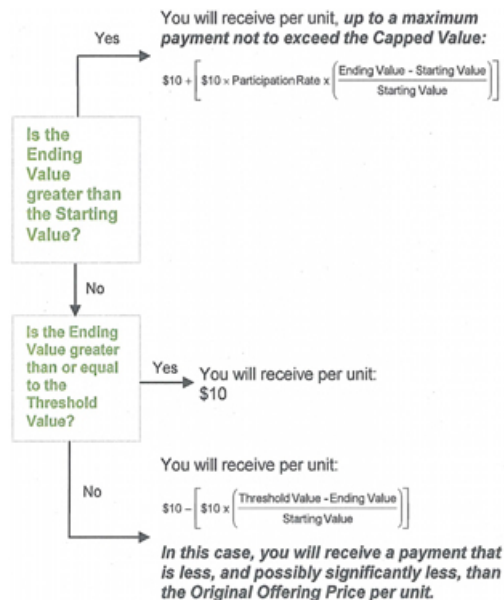 You will receive per unit, up to a maximum
payment not to exceed the Capped Value:
Yes
$10 + [ $10 × Participation Rate x ( Ending Value - Starting Value / Starting Value ) ]
Is the
Ending
Value
greater than
the Starting
Value?
No
Is the Ending
Value greater
than or equal
to the
Threshold
Value?
Yes
You will receive per unit:
$10
You will receive per unit:
No
$10 – [ $10 x ( Threshold Value - Ending Value / Starting Value ) ]
In this case, you will receive a payment that
is less, and possibly significantly less, than
the Original Offering Price per unit.